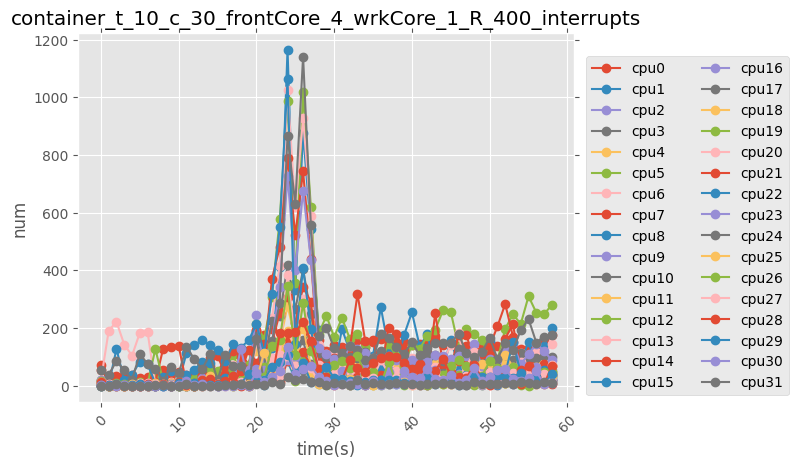 container_t_10_c_30_frontCore_4_wrkCore_1_R_400_interrupts
1200
1000
800
600
400
200
0
num
0 10 20 30 40 50 60
time(s)
cpu0 cpu16
cpu1 cpu17
cpu2 cpu18
cpu3 cpu19
cpu4 cpu20
cpu5 cpu21
cpu6 cpu22
cpu7 cpu23
cpu8 cpu24
cpu9 cpu25
cpu10 cpu26
cpu11 cpu27
cpu12 cpu28
cpu13 cpu29
cpu14 cpu30
cpu15 cpu31